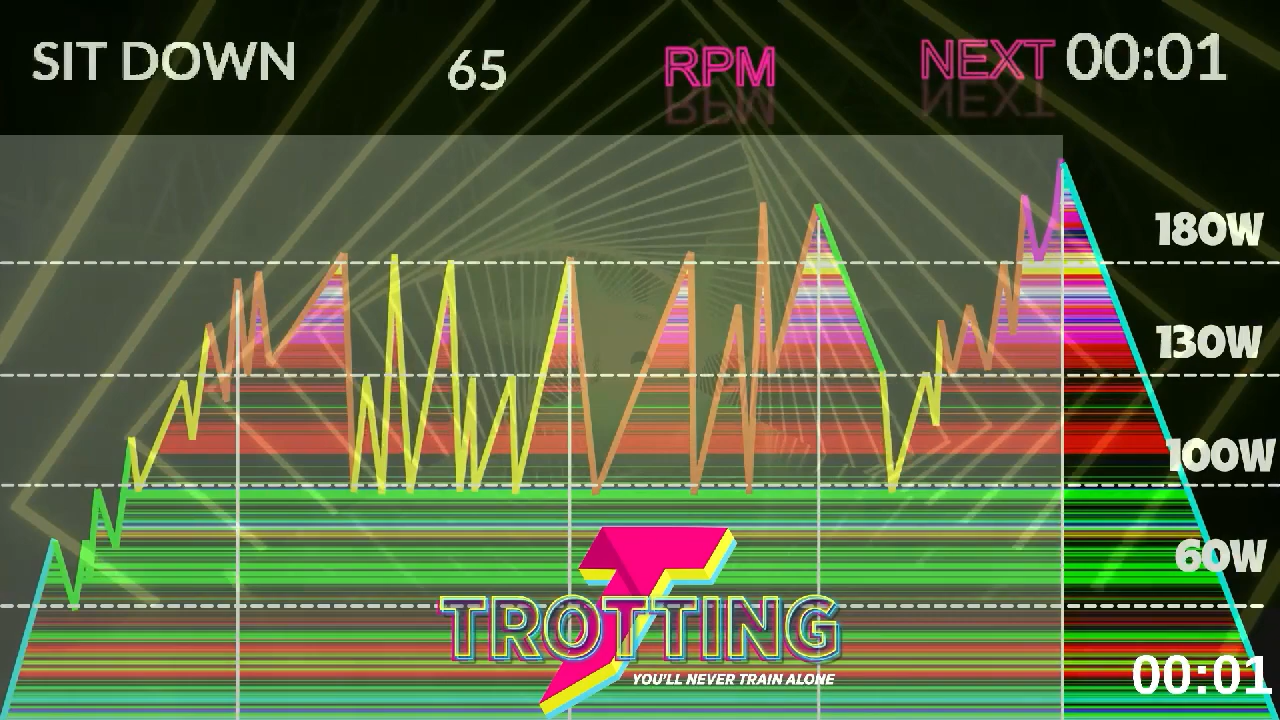 SIT DOWN 65 RPM NEXT 00:01
180W
130W
100W
60W
TROTTING
YOU'LL NEVER TRAIN ALONE
00:01